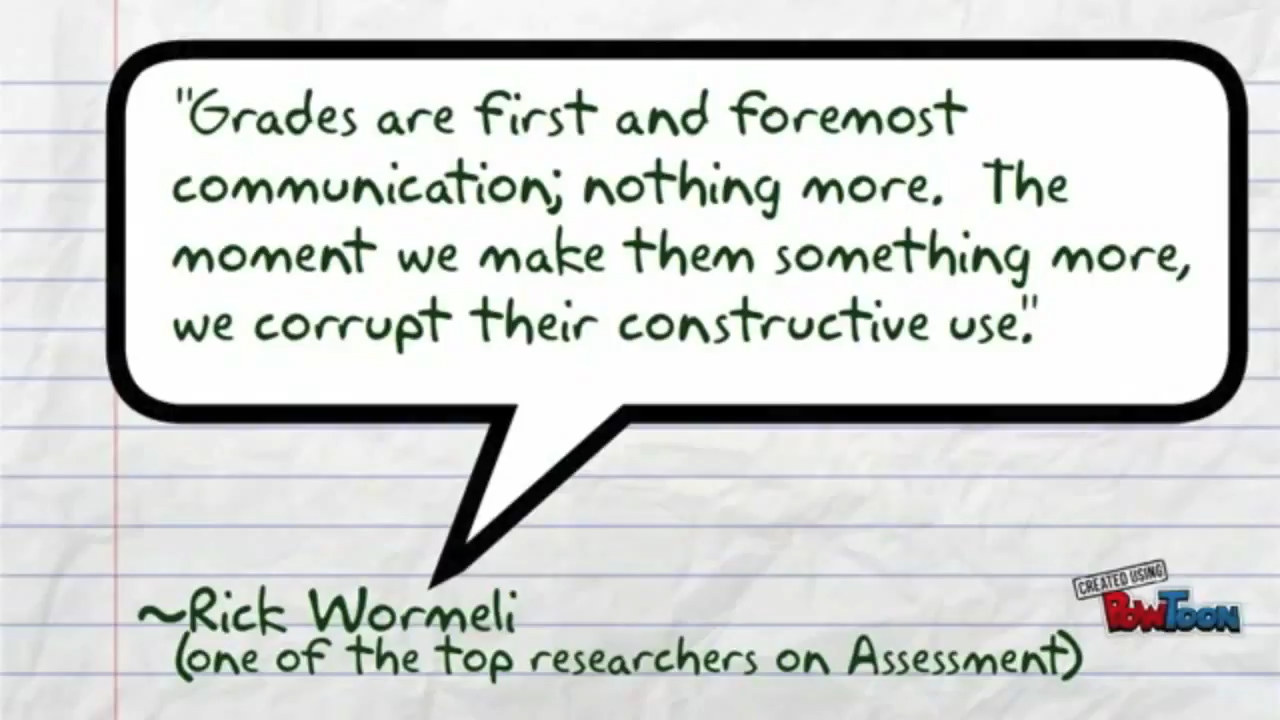 "Grades are first and foremost
communication; nothing more. The
moment we make them something more,
we corrupt their constructive use."
~Rick Wormeli
(one of the top researchers on Assessment)
CREATED USING
POWTOON